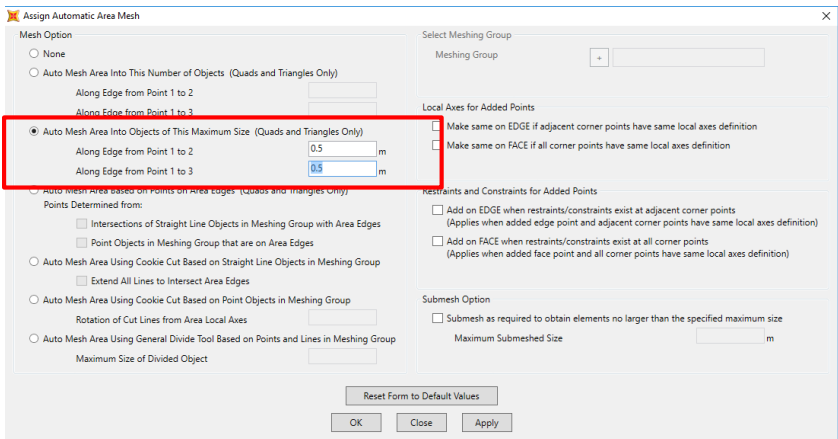 Assign Automatic Area Mesh
Mesh Option
None
Auto Mesh Area Into This Number of Objects (Quads and Triangles Only)
Along Edge from Point 1 to 2
Along Edge from Point 1 to 3
Auto Mesh Area Into Objects of This Maximum Size (Quads and Triangles Only)
Along Edge from Point 1 to 2 0.5 m
Along Edge from Point 1 to 3 0.5 m
Auto Mesh Area Based on Points on Area Edges (Quads and Triangles Only)
Points Determined from:
Intersections of Straight Line Objects in Meshing Group with Area Edges
Point Objects in Meshing Group that are on Area Edges
Auto Mesh Area Using Cookie Cut Based on Straight Line Objects in Meshing Group
Extend All Lines to Intersect Area Edges
Auto Mesh Area Using Cookie Cut Based on Point Objects in Meshing Group
Rotation of Cut Lines from Area Local Axes
Auto Mesh Area Using General Divide Tool Based on Points and Lines in Meshing Group
Maximum Size of Divided Object
Select Meshing Group
Meshing Group +
Local Axes for Added Points
Make same on EDGE if adjacent corner points have same local axes definition
Make same on FACE if all corner points have same local axes definition
Restraints and Constraints for Added Points
Add on EDGE when restraints/constraints exist at adjacent corner points
(Applies when added edge point and adjacent corner points have same local axes definition)
Add on FACE when restraints/constraints exist at all corner points
(Applies when added face point and all corner points have same local axes definition)
Submesh Option
Submesh as required to obtain elements no larger than the specified maximum size
Maximum Submeshed Size m
Reset Form to Default Values
OK Close Apply